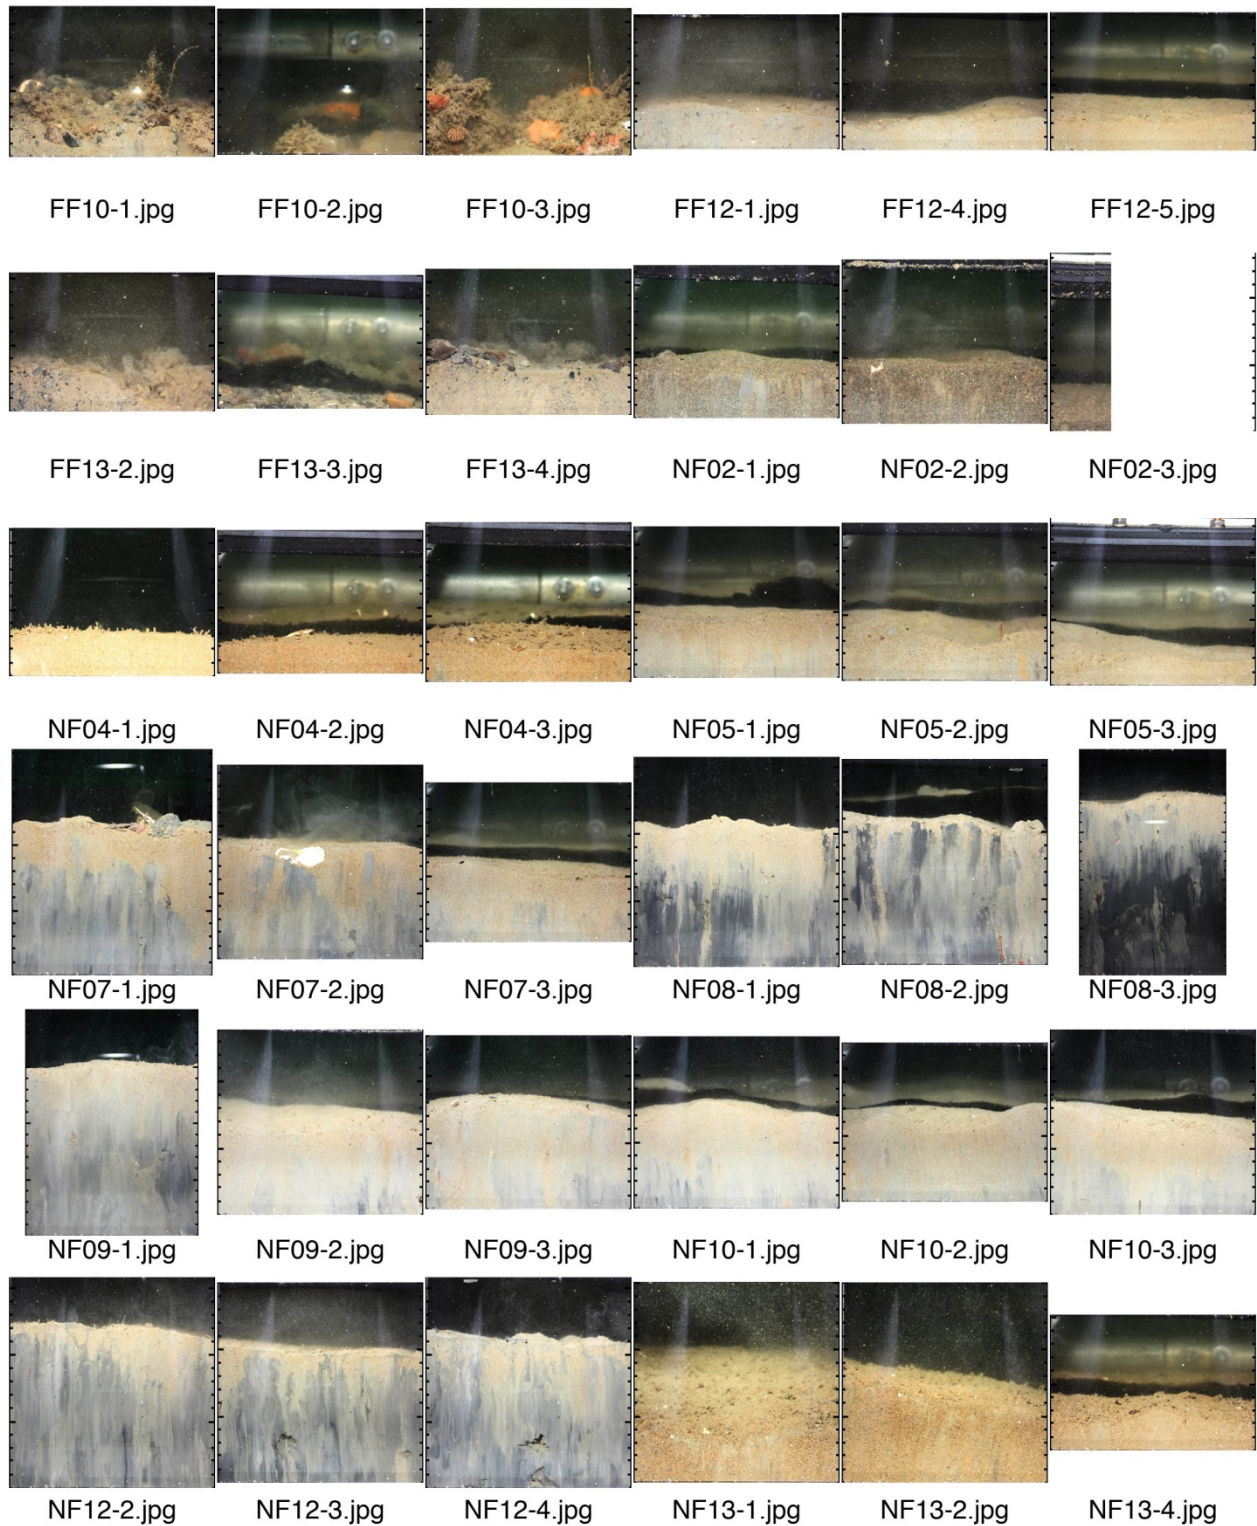 FF10-1.jpg FF10-2.jpg FF10-3.jpg FF12-1.jpg FF12-4.jpg FF12-5.jpg
FF13-2.jpg FF13-3.jpg FF13-4.jpg NF02-1.jpg NF02-2.jpg NF02-3.jpg
NF04-1.jpg NF04-2.jpg NF04-3.jpg NF05-1.jpg NF05-2.jpg NF05-3.jpg
NF07-1.jpg NF07-2.jpg NF07-3.jpg NF08-1.jpg NF08-2.jpg NF08-3.jpg
NF09-1.jpg NF09-2.jpg NF09-3.jpg NF10-1.jpg NF10-2.jpg NF10-3.jpg
NF12-2.jpg NF12-3.jpg NF12-4.jpg NF13-1.jpg NF13-2.jpg NF13-4.jpg